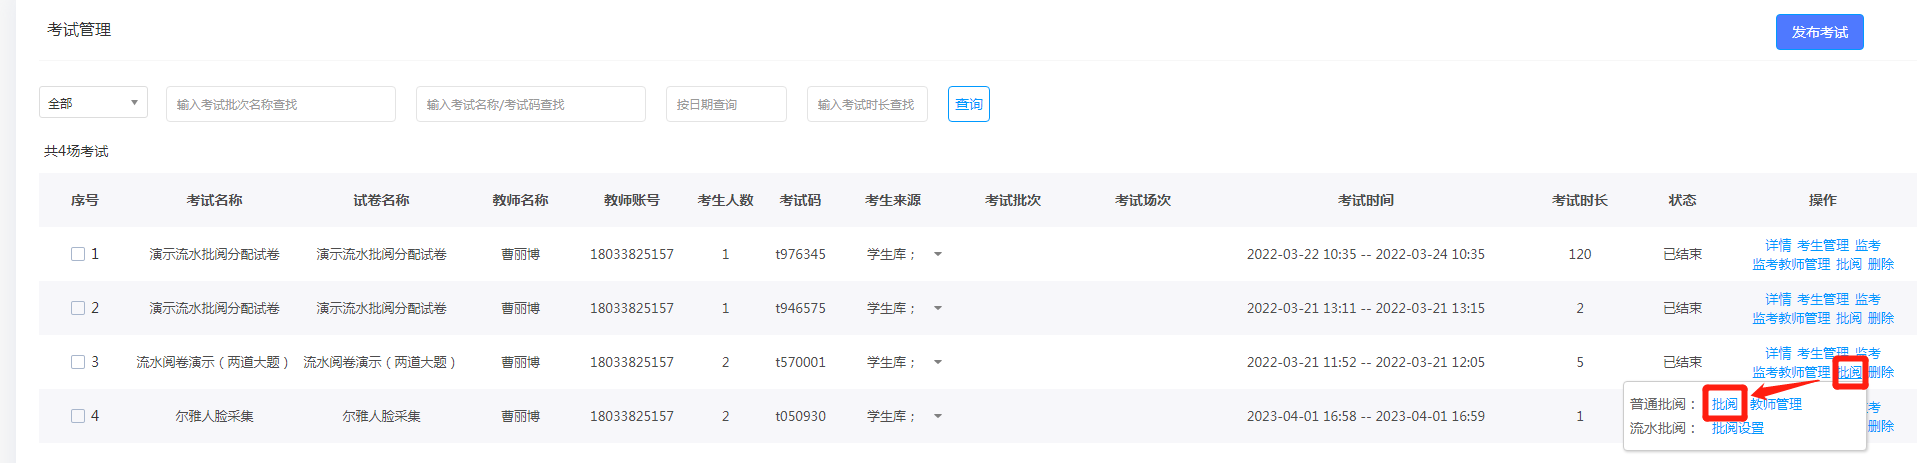 考试管理
发布考试
全部 输入考试批次名称查找 输入考试名称/考试码查找 按日期查询 输入考试时长查找 查询
共4场考试
序号 考试名称 试卷名称 教师名称 教师账号 考生人数 考试码 考生来源 考试批次 考试场次 考试时间 考试时长 状态 操作
1 演示流水批阅分配试卷 演示流水批阅分配试卷 曹丽博 18033825157 1 t976345 学生库； 2022-03-22 10:35 -- 2022-03-24 10:35 120 已结束 详情 考生管理 监考
监考教师管理 批阅 删除
2 演示流水批阅分配试卷 演示流水批阅分配试卷 曹丽博 18033825157 1 t946575 学生库； 2022-03-21 13:11 -- 2022-03-21 13:15 2 已结束 详情 考生管理 监考
监考教师管理 批阅 删除
3 流水阅卷演示（两道大题） 流水阅卷演示（两道大题） 曹丽博 18033825157 2 t570001 学生库； 2022-03-21 11:52 -- 2022-03-21 12:05 5 已结束 详情 考生管理 监考
监考教师管理 批阅 删除
4 尔雅人脸采集 尔雅人脸采集 曹丽博 18033825157 2 t050930 学生库； 2023-04-01 16:58 -- 2023-04-01 16:59 1 考
删除
普通批阅： 批阅 教师管理
流水批阅： 批阅设置